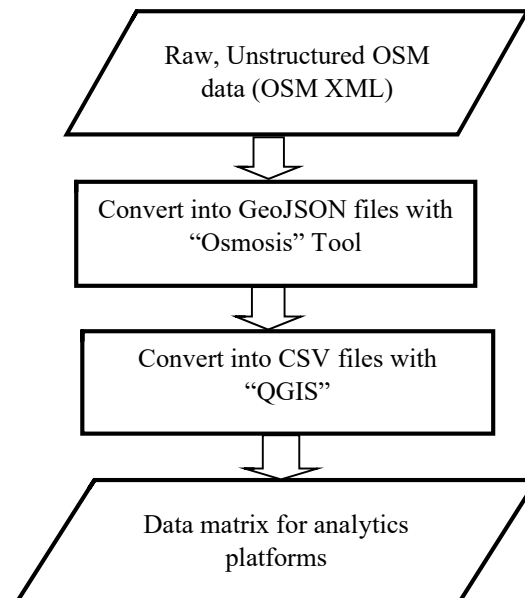 Raw, Unstructured OSM
data (OSM XML)
Convert into GeoJSON files with
“Osmosis” Tool
Convert into CSV files with
“QGIS”
Data matrix for analytics
platforms